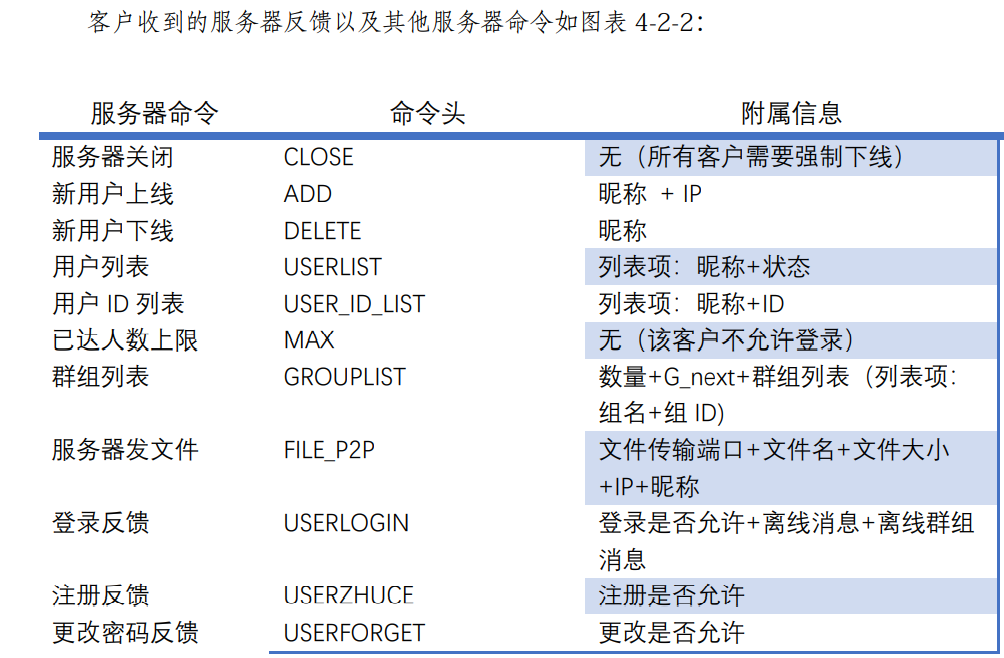 客户收到的服务器反馈以及其他服务器命令如图表 4-2-2：
服务器命令 命令头 附属信息
服务器关闭 CLOSE 无（所有客户需要强制下线）
新用户上线 ADD 昵称 + IP
新用户下线 DELETE 昵称
用户列表 USERLIST 列表项：昵称+状态
用户 ID 列表 USER_ID_LIST 列表项：昵称+ID
已达人数上限 MAX 无（该客户不允许登录）
群组列表 GROUPLIST 数量+G_next+群组列表（列表项：
组名+组 ID)
服务器发文件 FILE_P2P 文件传输端口+文件名+文件大小
+IP+昵称
登录反馈 USERLOGIN 登录是否允许+离线消息+离线群组
消息
注册反馈 USERZHUCE 注册是否允许
更改密码反馈 USERFORGET 更改是否允许